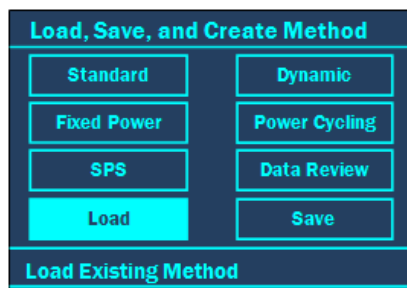 Load, Save, and Create Method
Standard Dynamic
Fixed Power Power Cycling
SPS Data Review
Load Save
Load Existing Method